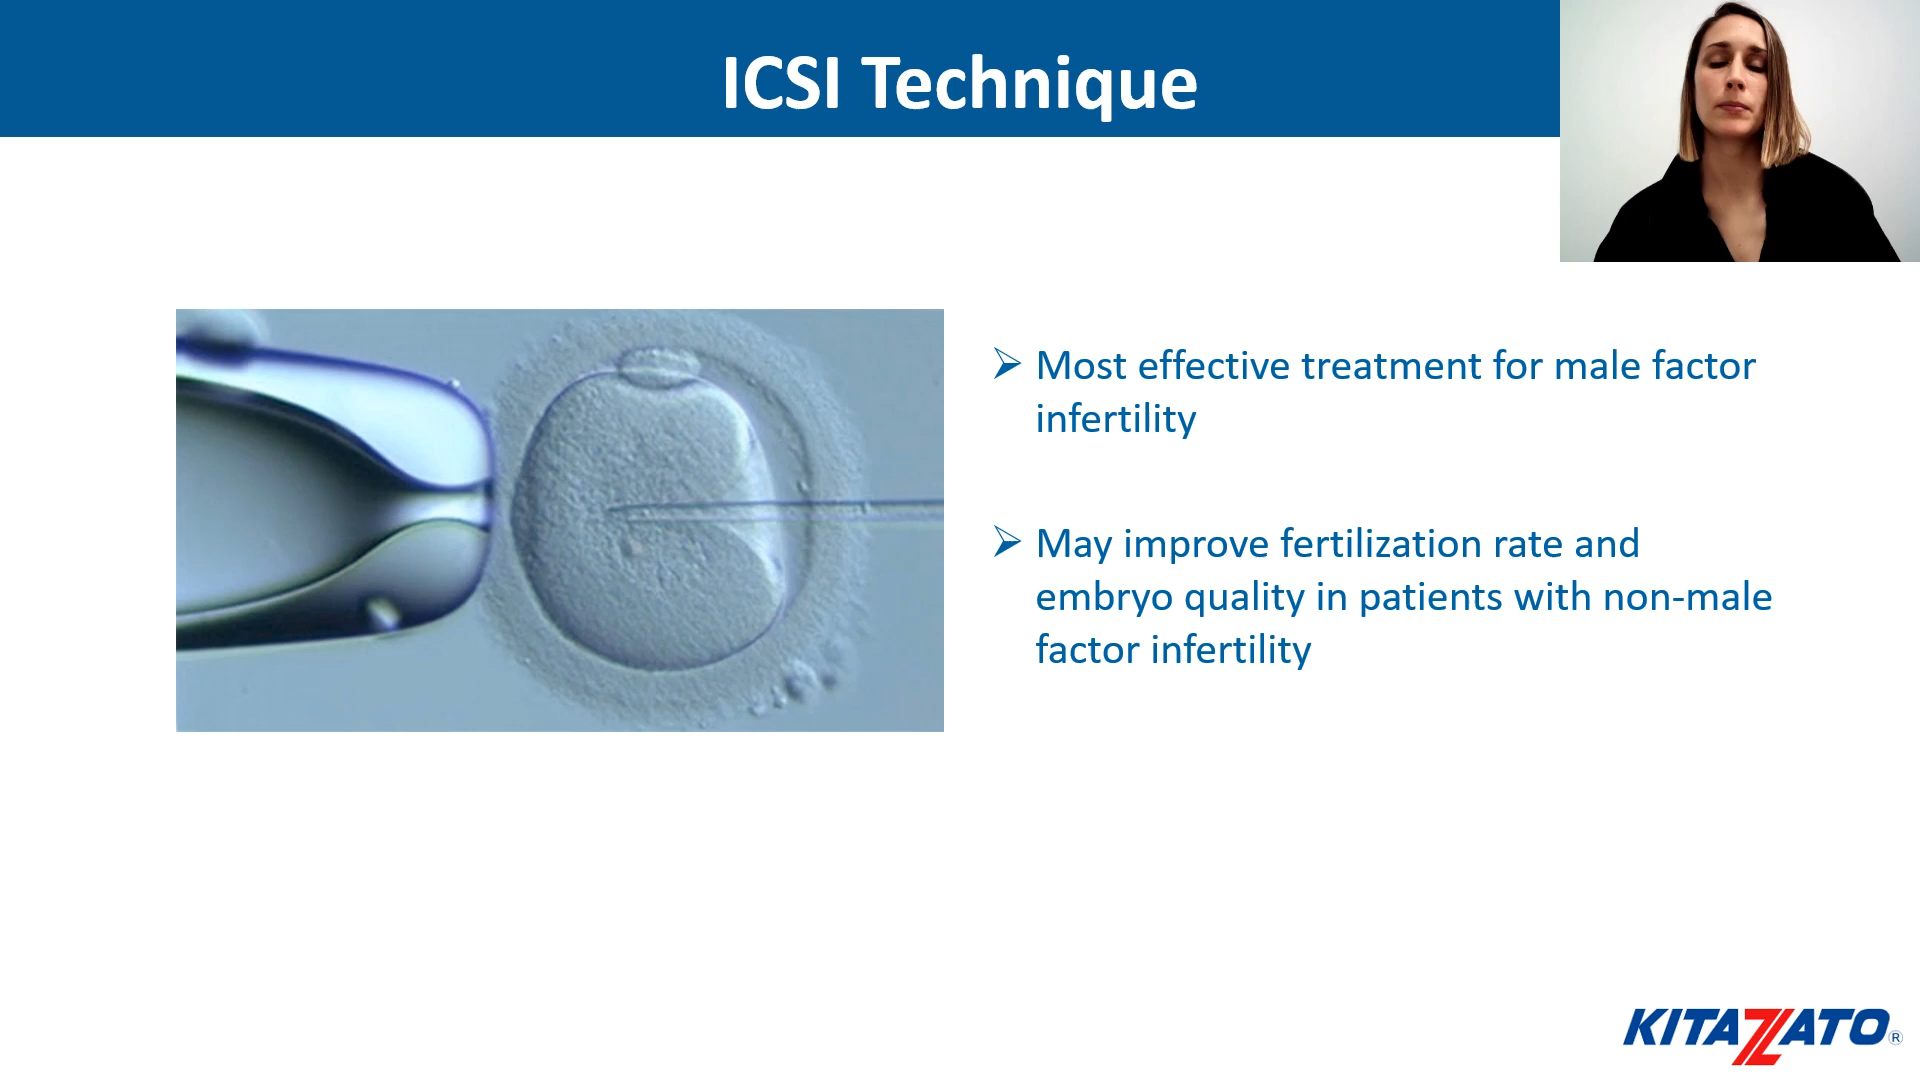 ICSI Technique
➢ Most effective treatment for male factor
infertility
➢ May improve fertilization rate and
embryo quality in patients with non-male
factor infertility
KITAZATO®